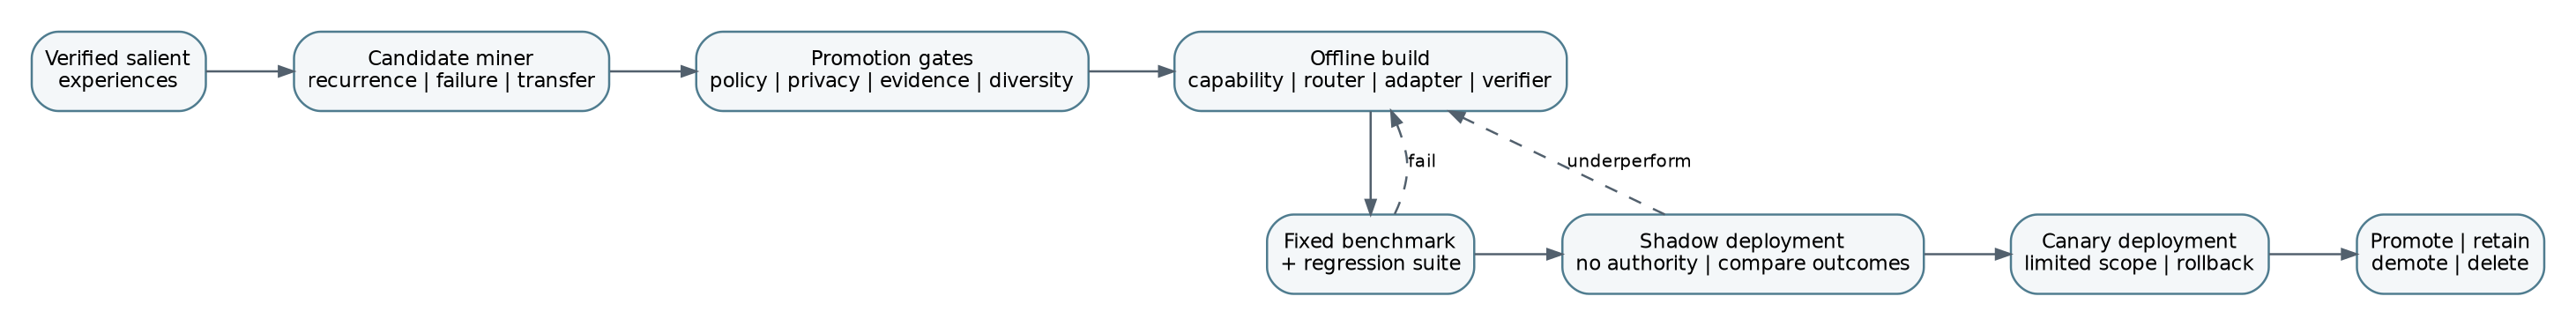 Verified salient
experiences
Candidate miner
recurrence | failure | transfer
Promotion gates
policy | privacy | evidence | diversity
Offline build
capability | router | adapter | verifier
fail
underperform
Fixed benchmark
+ regression suite
Shadow deployment
no authority | compare outcomes
Canary deployment
limited scope | rollback
Promote | retain
demote | delete